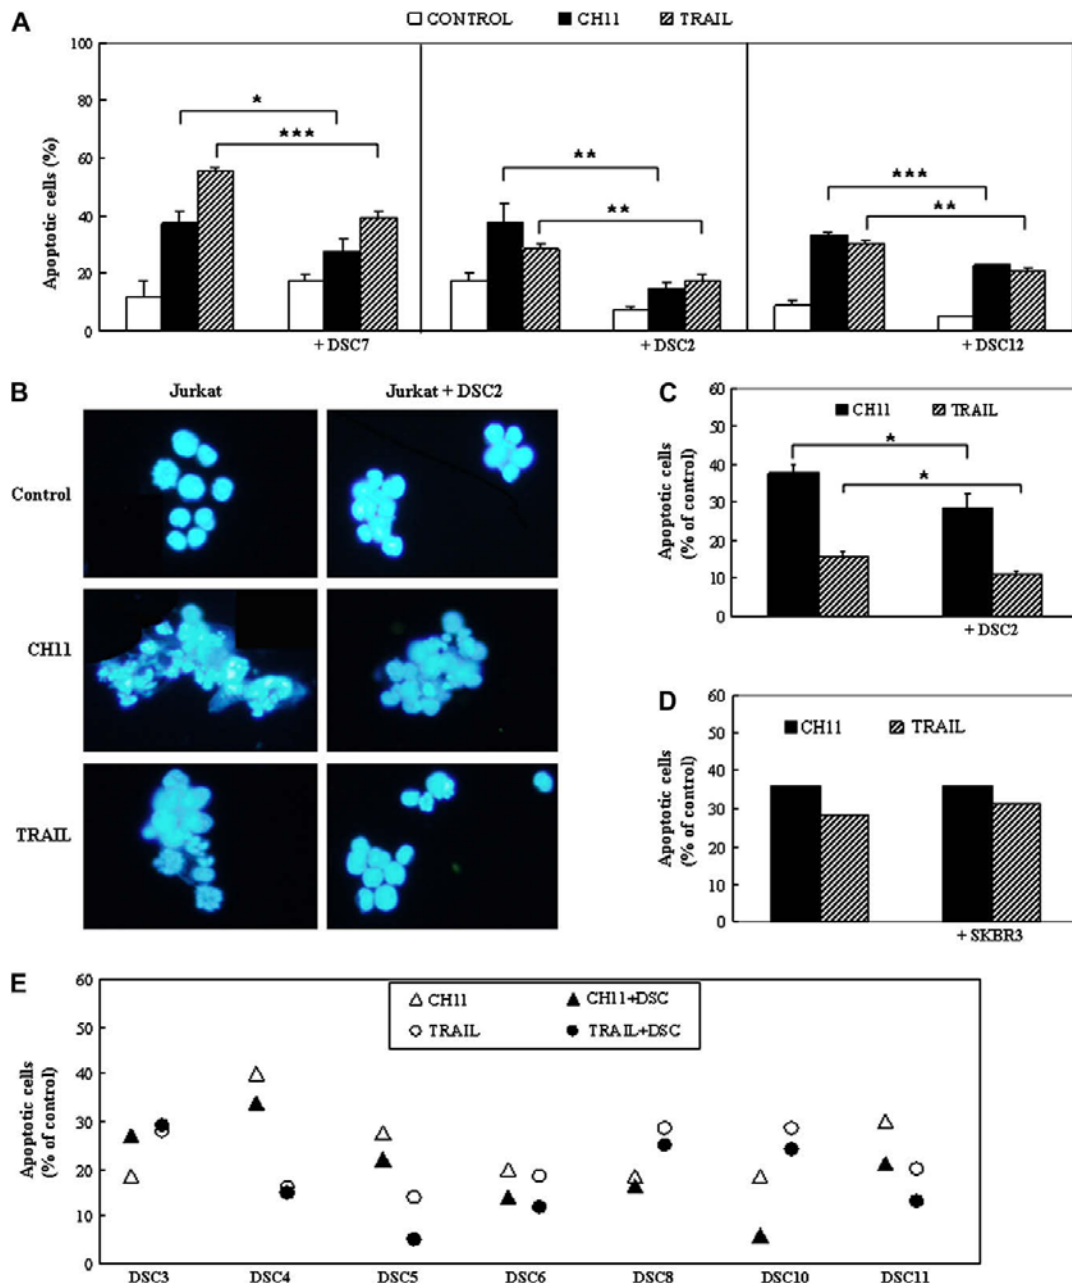 A
CONTROL CH11 TRAIL
Apoptotic cells (%)
100
80
60
40
20
0
* *** ** ** *** **
+ DSC7 + DSC2 + DSC12
B
Jurkat Jurkat + DSC2
Control
CH11
TRAIL
C
Apoptotic cells
(% of control)
60
50
40
30
20
10
0
CH11 TRAIL
*
*
+ DSC2
D
Apoptotic cells
(% of control)
60
50
40
30
20
10
0
CH11 TRAIL
+ SKBR3
E
Apoptotic cells
(% of control)
60
50
40
30
20
10
0
CH11 CH11+DSC
TRAIL TRAIL+DSC
DSC3 DSC4 DSC5 DSC6 DSC8 DSC10 DSC11